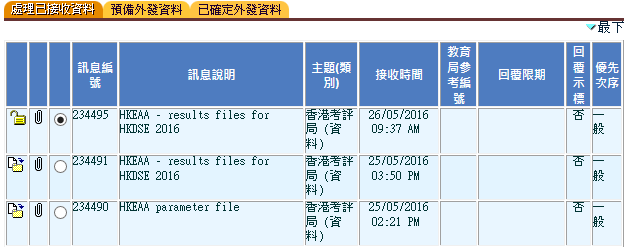 處理已接收資料 預備外發資料 已確定外發資料
最下
訊息編號 訊息說明 主題(類別) 接收時間 教育局參考編號 回覆限期 回覆示標 優先次序
234495 HKEAA - results files for HKDSE 2016 香港考評局 (資料) 26/05/2016 09:37 AM 否 一般
234491 HKEAA - results files for HKDSE 2016 香港考評局 (資料) 25/05/2016 03:50 PM 否 一般
234490 HKEAA parameter file 香港考評局 (資料) 25/05/2016 02:21 PM 否 一般